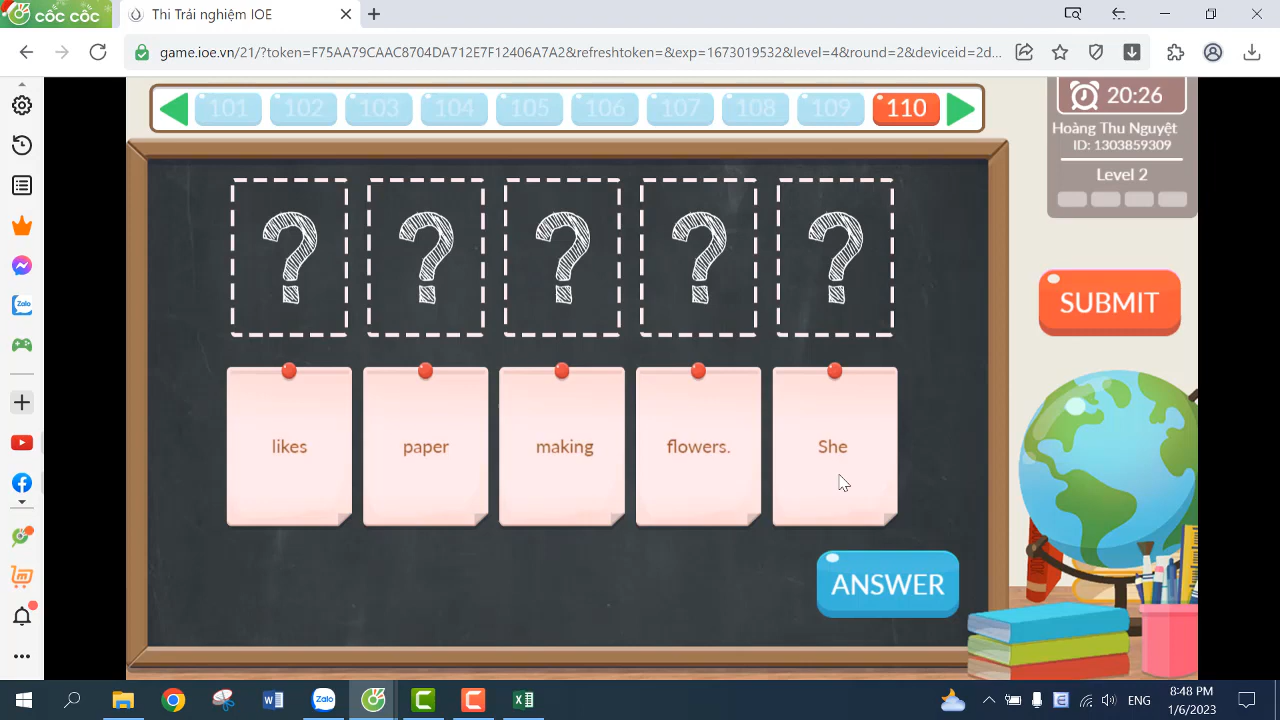 cốc cốc
Thi Trải nghiệm IOE
game.ioe.vn/21/?token=F75AA79CAAC8704DA712E7F12406A7A2&refreshtoken=&exp=1673019532&level=4&round=2&deviceid=2d...
101 102 103 104 105 106 107 108 109 110
20:26
Hoàng Thu Nguyệt
ID: 1303859309
Level 2
? ? ? ? ?
SUBMIT
likes paper making flowers. She
ANSWER
Zalo
Zalo
ENG
8:48 PM
1/6/2023